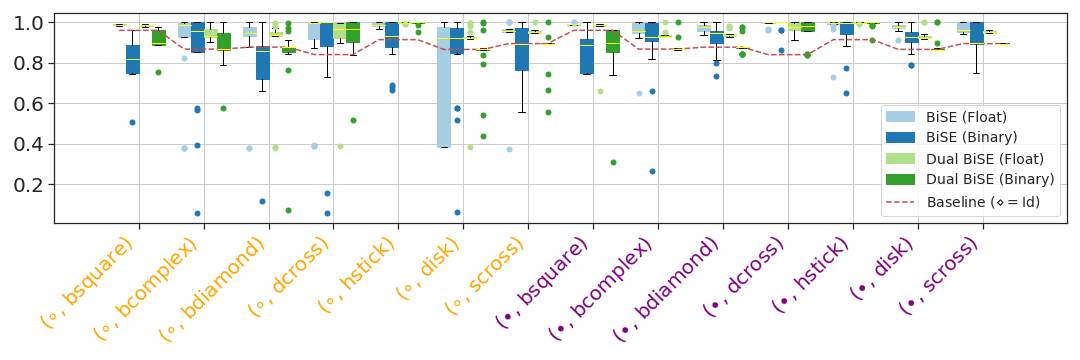 1.0
0.8
0.6
0.4
0.2
BiSE (Float)
BiSE (Binary)
Dual BiSE (Float)
Dual BiSE (Binary)
Baseline (⋄ = Id)
(∘, bsquare)
(∘, bcomplex)
(∘, bdiamond)
(∘, dcross)
(∘, hstick)
(∘, disk)
(∘, scross)
(•, bsquare)
(•, bcomplex)
(•, bdiamond)
(•, dcross)
(•, hstick)
(•, disk)
(•, scross)